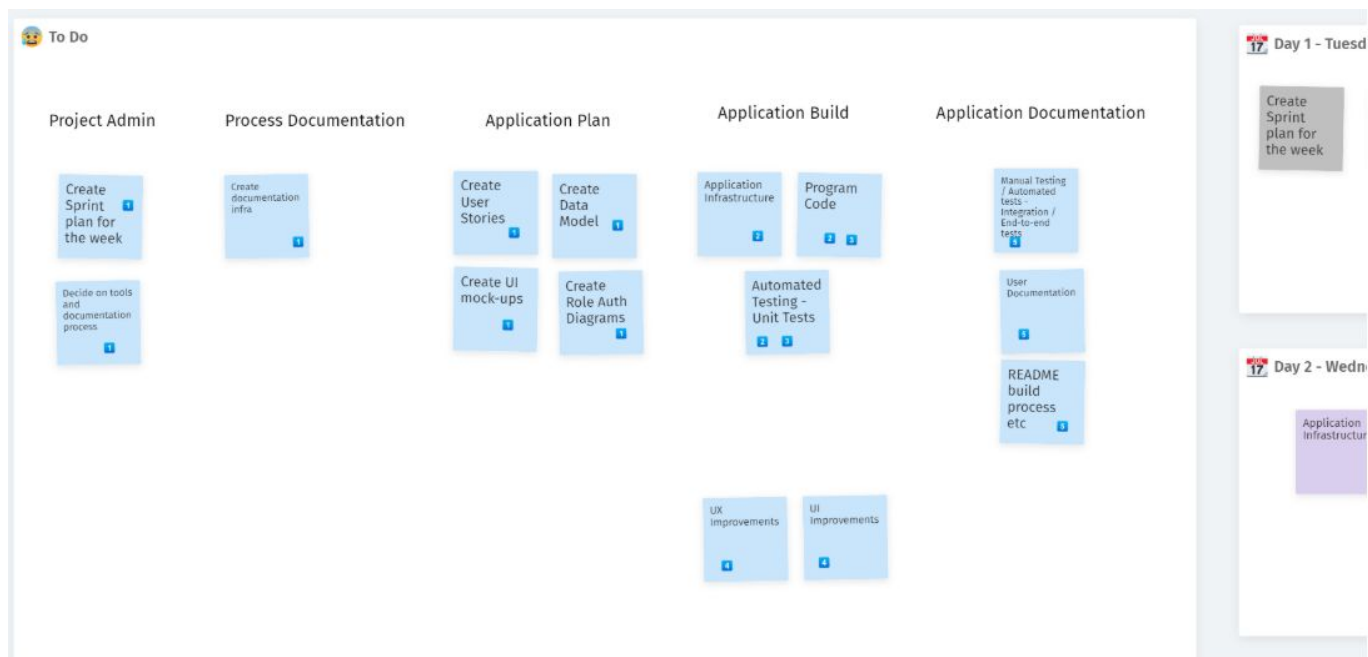 To Do
Project Admin
Process Documentation
Application Plan
Application Build
Application Documentation
Create
Sprint 1
plan for
the week
Decide on tools
and
documentation
process
1
Create
documentation
infra
1
Create
User
Stories
1
Create
Data
Model 1
Create UI
mock-ups
1
Create
Role Auth
Diagrams
1
Application
Infrastructure
2
Program
Code
2 3
Automated
Testing -
Unit Tests
2 3
UX
Improvements
4
UI
Improvements
4
Manual Testing
/ Automated
tests -
Integration /
End-to-end
tests
5
User
Documentation
5
README
build
process
etc 5
JUL
17 Day 1 - Tuesd
Create
Sprint
plan for
the week
JUL
17 Day 2 - Wedn
Application
Infrastructur